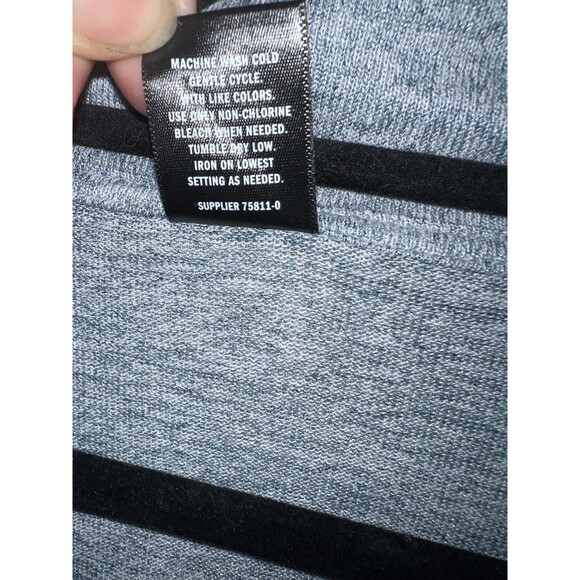 MACHINE WASH COLD
GENTLE CYCLE
WITH LIKE COLORS.
USE ONLY NON-CHLORINE
BLEACH WHEN NEEDED.
TUMBLE DRY LOW.
IRON ON LOWEST
SETTING AS NEEDED.
SUPPLIER 75811-0